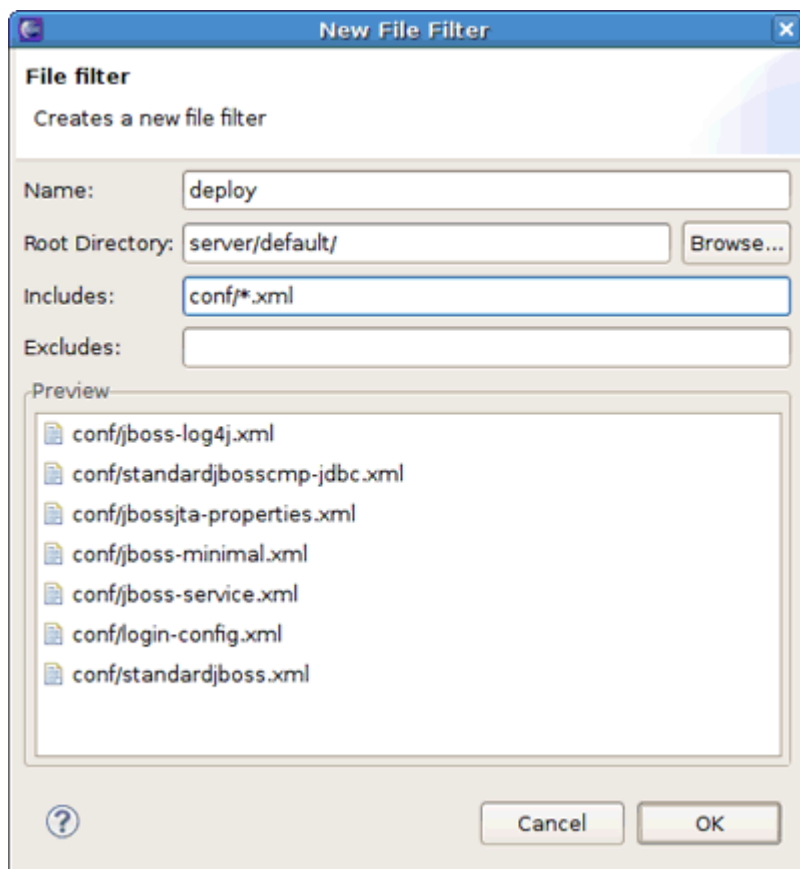 New File Filter
File filter
Creates a new file filter
Name: deploy
Root Directory: server/default/ Browse...
Includes: conf/*.xml
Excludes:
Preview
conf/jboss-log4j.xml
conf/standardjbosscmp-jdbc.xml
conf/jbossjta-properties.xml
conf/jboss-minimal.xml
conf/jboss-service.xml
conf/login-config.xml
conf/standardjboss.xml
? Cancel OK